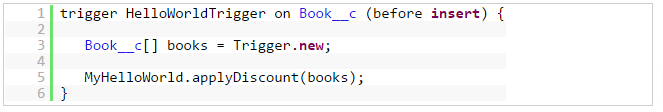 1 trigger HelloWorldTrigger on Book__c (before insert) {
2
3 Book__c[] books = Trigger.new;
4
5 MyHelloWorld.applyDiscount(books);
6 }